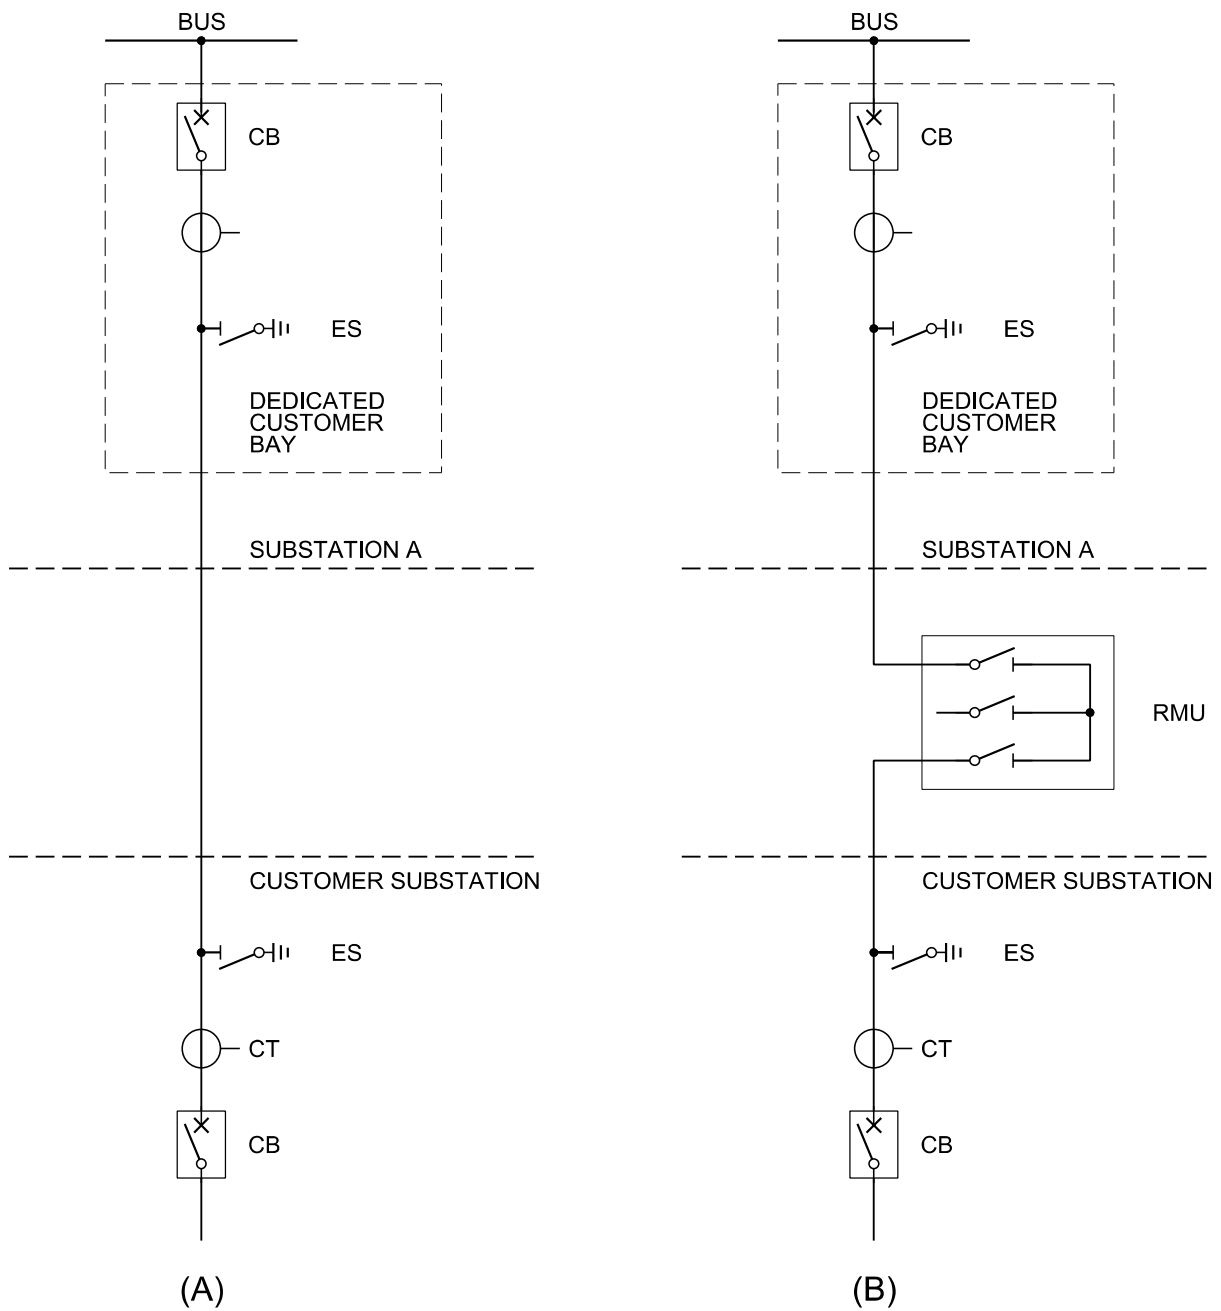 BUS
CB
ES
DEDICATED
CUSTOMER
BAY
SUBSTATION A
CUSTOMER SUBSTATION
ES
CT
CB
(A)
BUS
CB
ES
DEDICATED
CUSTOMER
BAY
SUBSTATION A
RMU
CUSTOMER SUBSTATION
ES
CT
CB
(B)